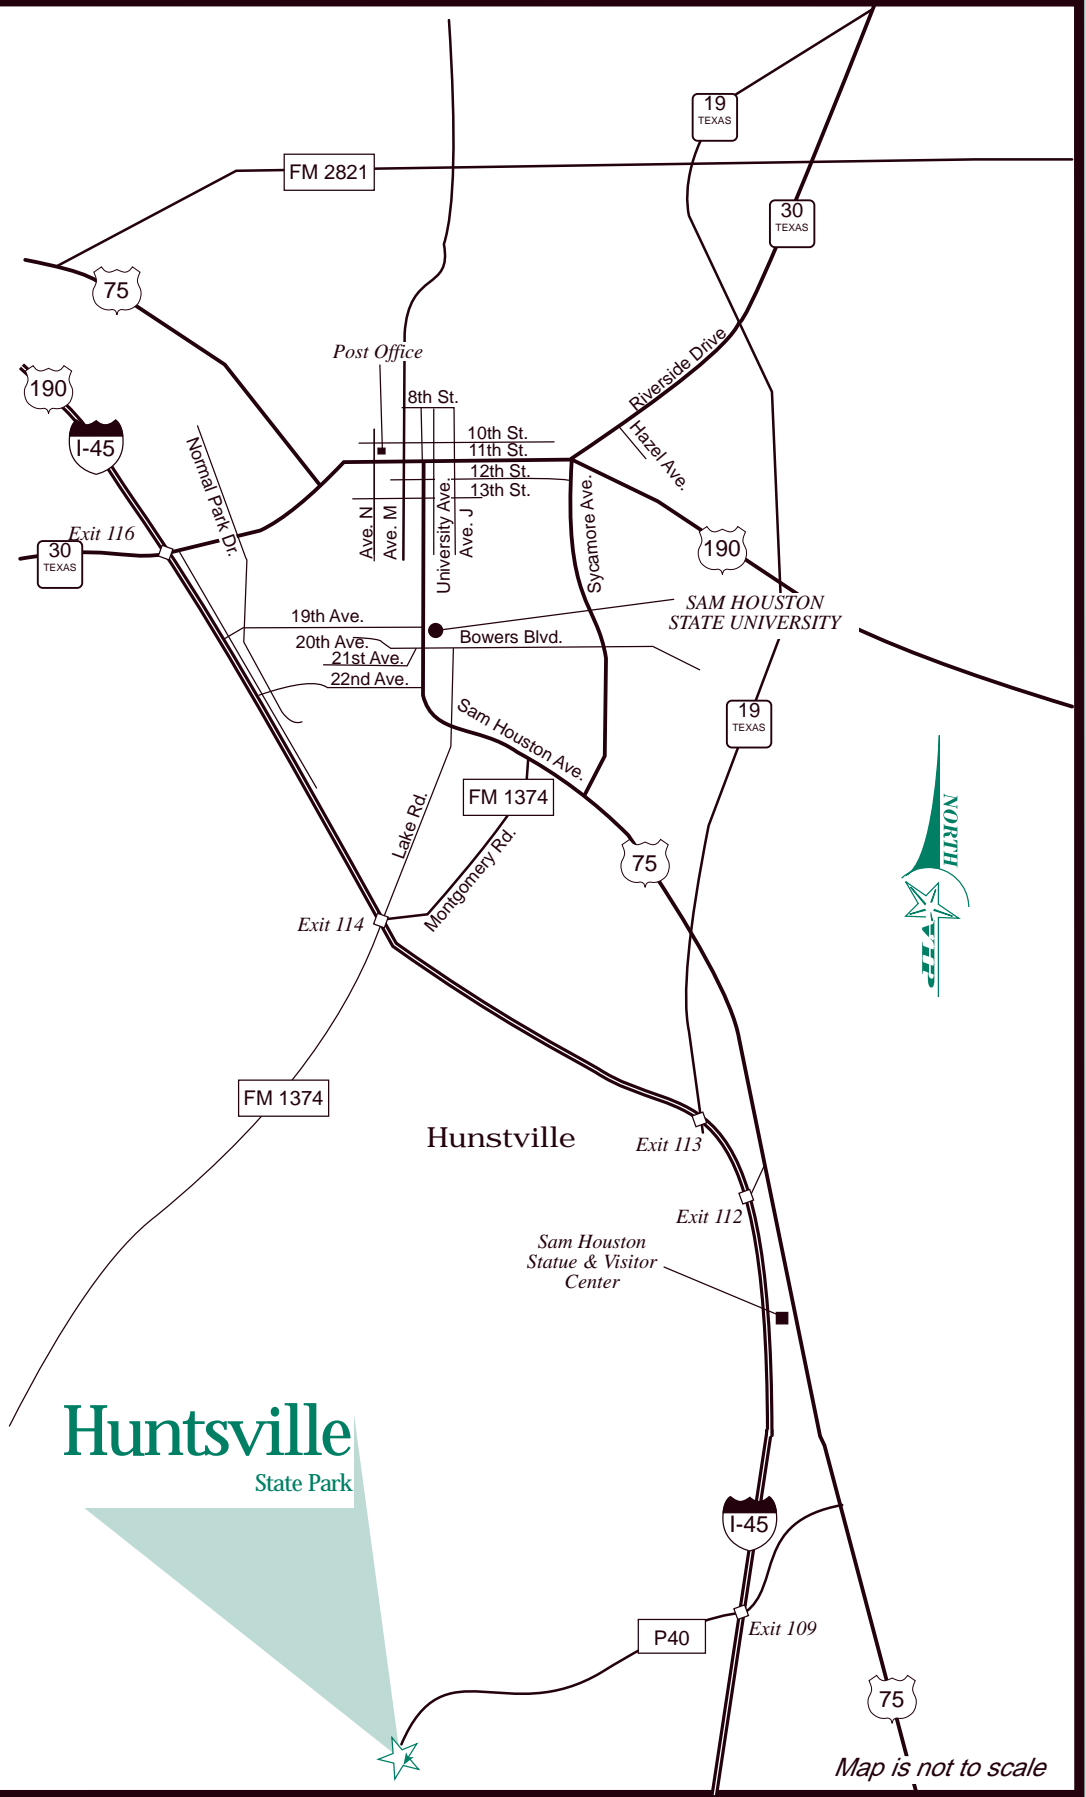 19
TEXAS
FM 2821
30
TEXAS
75
Post Office
Riverside Drive
190
8th St.
I-45
10th St.
11th St.
Hazel Ave.
Normal Park Dr.
12th St.
13th St.
Ave. N
Ave. M
University Ave.
Ave. J
Sycamore Ave.
Exit 116
30
TEXAS
190
SAM HOUSTON
STATE UNIVERSITY
19th Ave.
20th Ave.
Bowers Blvd.
21st Ave.
22nd Ave.
Sam Houston Ave.
19
TEXAS
FM 1374
Lake Rd.
Montgomery Rd.
75
NORTH
VHP
Exit 114
FM 1374
Hunstville
Exit 113
Exit 112
Sam Houston
Statue & Visitor
Center
Huntsville
State Park
I-45
P40
Exit 109
75
Map is not to scale